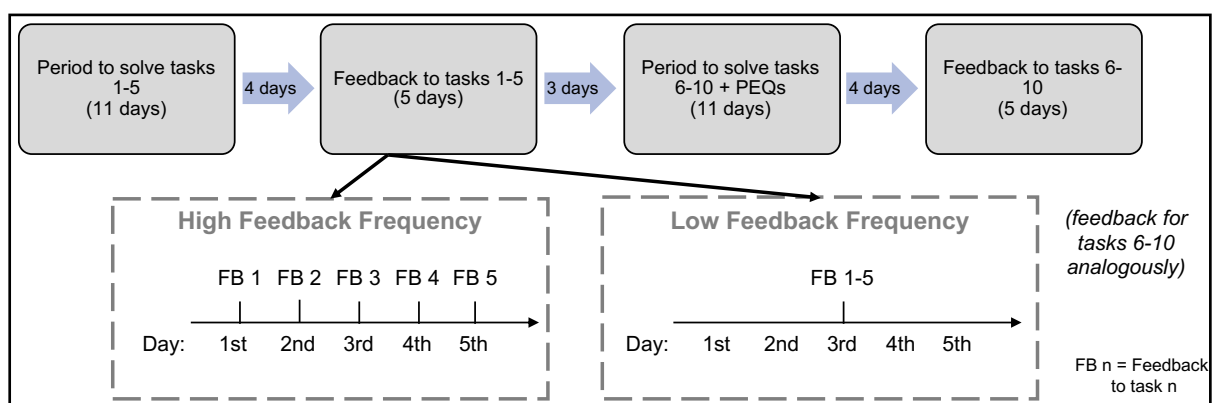 Period to solve tasks
1-5
(11 days)
4 days
Feedback to tasks 1-5
(5 days)
3 days
Period to solve tasks
6-10 + PEQs
(11 days)
4 days
Feedback to tasks 6-
10
(5 days)
High Feedback Frequency
FB 1 FB 2 FB 3 FB 4 FB 5
Day: 1st 2nd 3rd 4th 5th
Low Feedback Frequency
FB 1-5
Day: 1st 2nd 3rd 4th 5th
(feedback for
tasks 6-10
analogously)
FB n = Feedback
to task n